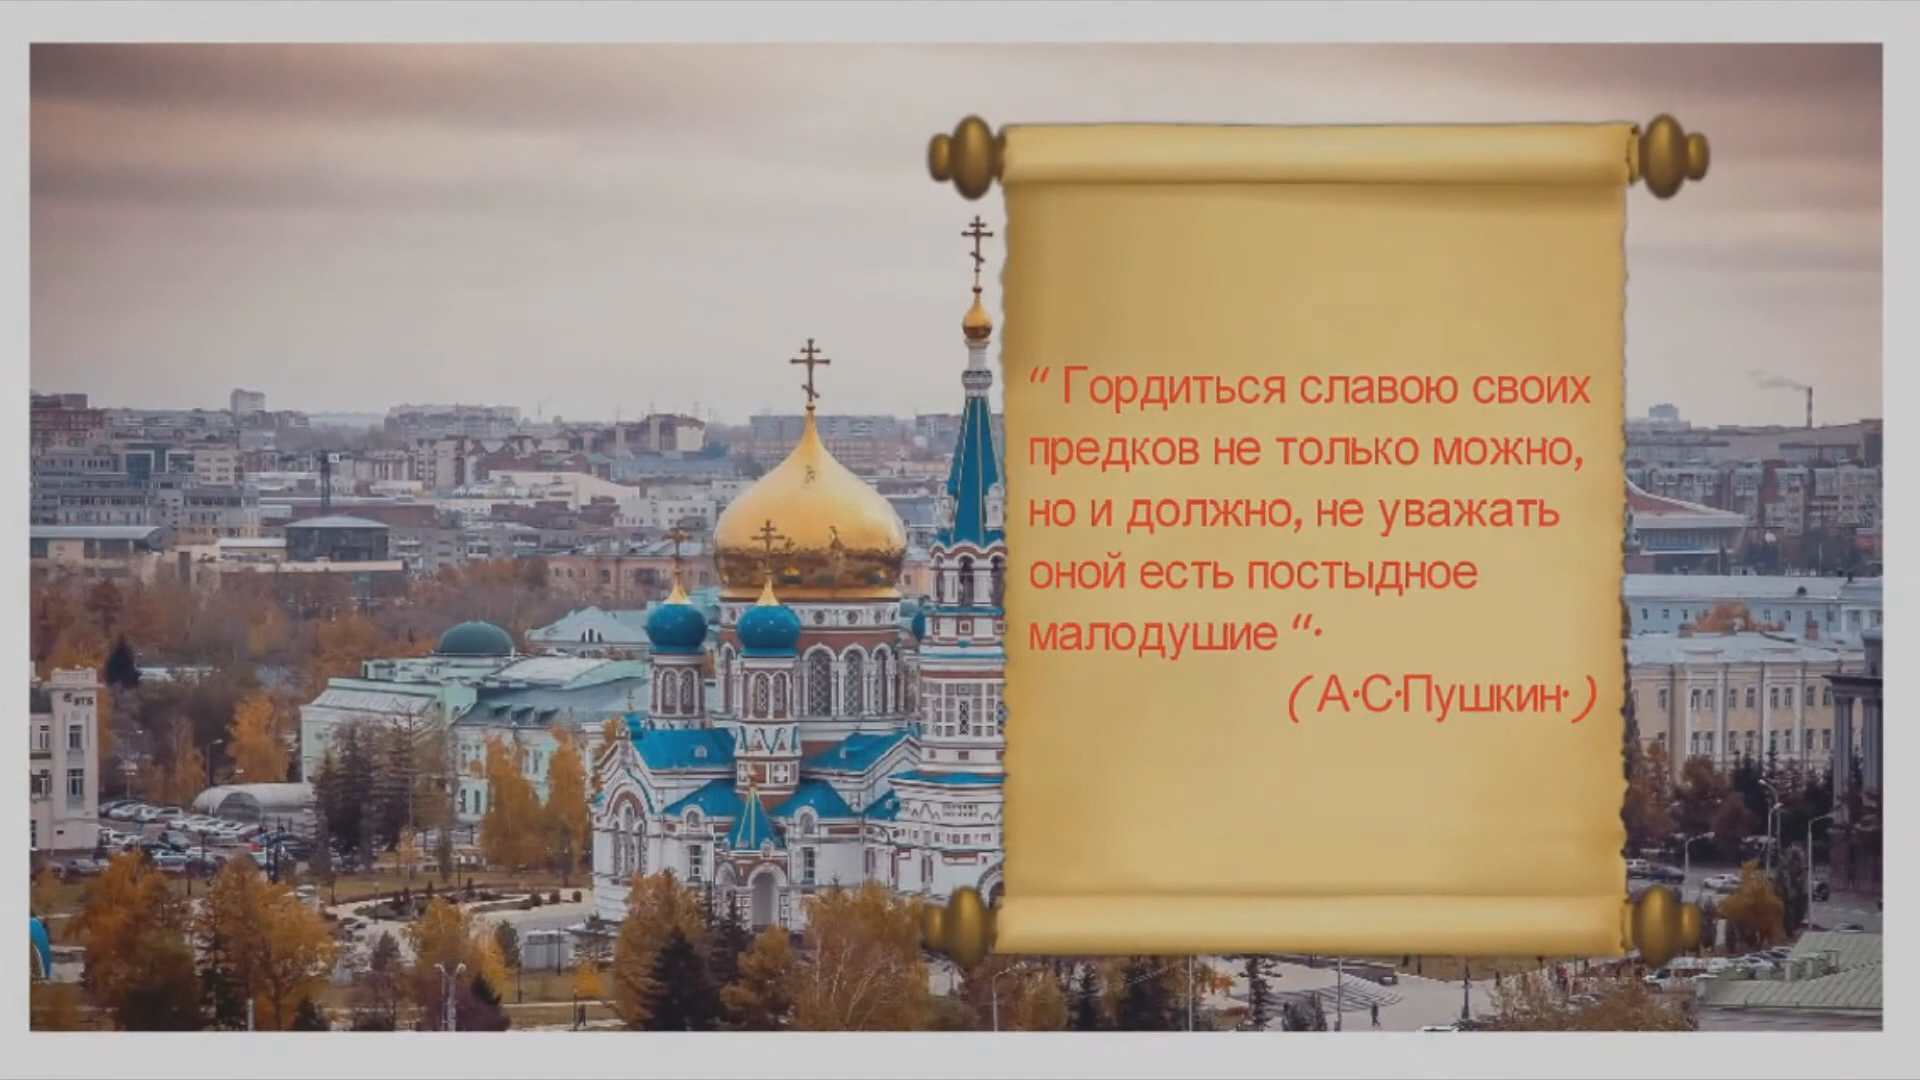 “ Гордиться славою своих
предков не только можно,
но и должно, не уважать
оной есть постыдное
малодушие “.
( А.С.Пушкин. )